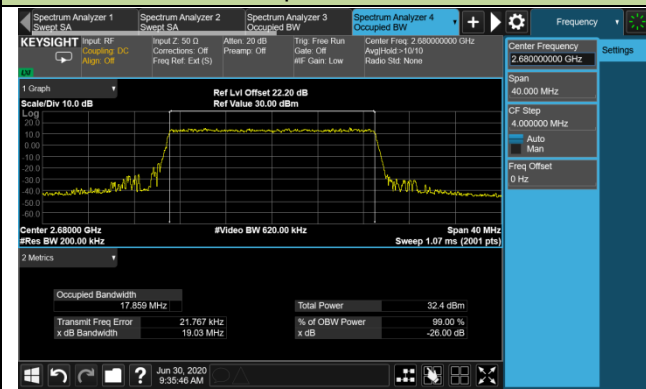 Spectrum Analyzer 1
Swept SA
Spectrum Analyzer 2
Swept SA
Spectrum Analyzer 3
Occupied BW
Spectrum Analyzer 4
Occupied BW
Frequency
KEYSIGHT
Input: RF
Coupling: DC
Align: Off
Input Z: 50 Ω
Corrections: Off
Freq Ref: Ext (S)
Atten: 20 dB
Preamp: Off
Trig: Free Run
Gate: Off
#IF Gain: Low
Center Freq: 2.680000000 GHz
Avg|Hold:>10/10
Radio Std: None
Center Frequency
2.680000000 GHz
Settings
Span
40.000 MHz
CF Step
4.000000 MHz
Auto
Man
Freq Offset
0 Hz
1 Graph
Scale/Div 10.0 dB
Ref Lvl Offset 22.20 dB
Ref Value 30.00 dBm
Log
20.0
10.0
0.00
-10.0
-20.0
-30.0
-40.0
-50.0
-60.0
Center 2.68000 GHz
#Res BW 200.00 kHz
#Video BW 620.00 kHz
Span 40 MHz
Sweep 1.07 ms (2001 pts)
2 Metrics
Occupied Bandwidth
17.859 MHz
Total Power 32.4 dBm
Transmit Freq Error 21.767 kHz
% of OBW Power 99.00 %
x dB Bandwidth 19.03 MHz
x dB -26.00 dB
Jun 30, 2020
9:35:46 AM